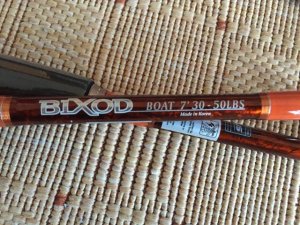 BIXOD BOAT 7' 30-50LBS
Made in Korea